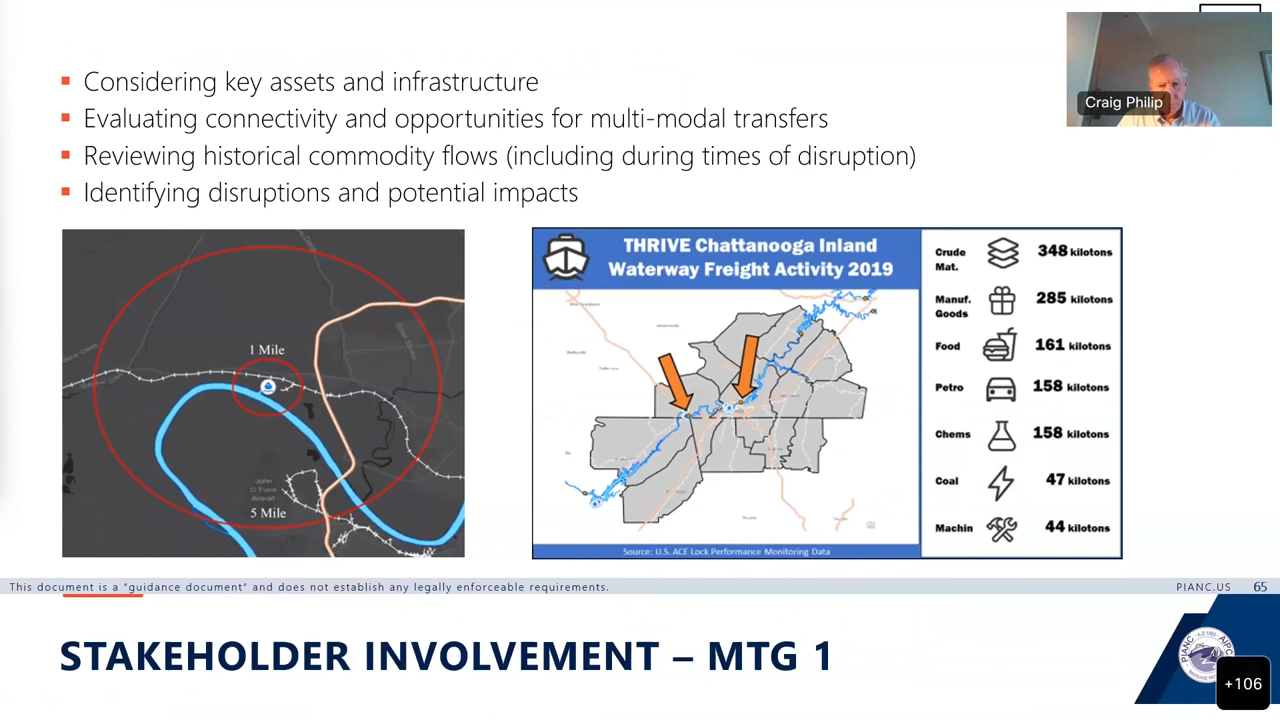 Considering key assets and infrastructure
Evaluating connectivity and opportunities for multi-modal transfers
Reviewing historical commodity flows (including during times of disruption)
Identifying disruptions and potential impacts
Craig Philip
1 Mile
5 Mile
THRIVE Chattanooga Inland
Waterway Freight Activity 2019
Source: U.S. ACE Lock Performance Monitoring Data
Crude
Mat.
348 kilotons
Manuf.
Goods
285 kilotons
Food
161 kilotons
Petro
158 kilotons
Chems
158 kilotons
Coal
47 kilotons
Machin
44 kilotons
This document is a "guidance document" and does not establish any legally enforceable requirements.
PIANC.US 65
STAKEHOLDER INVOLVEMENT – MTG 1
+106